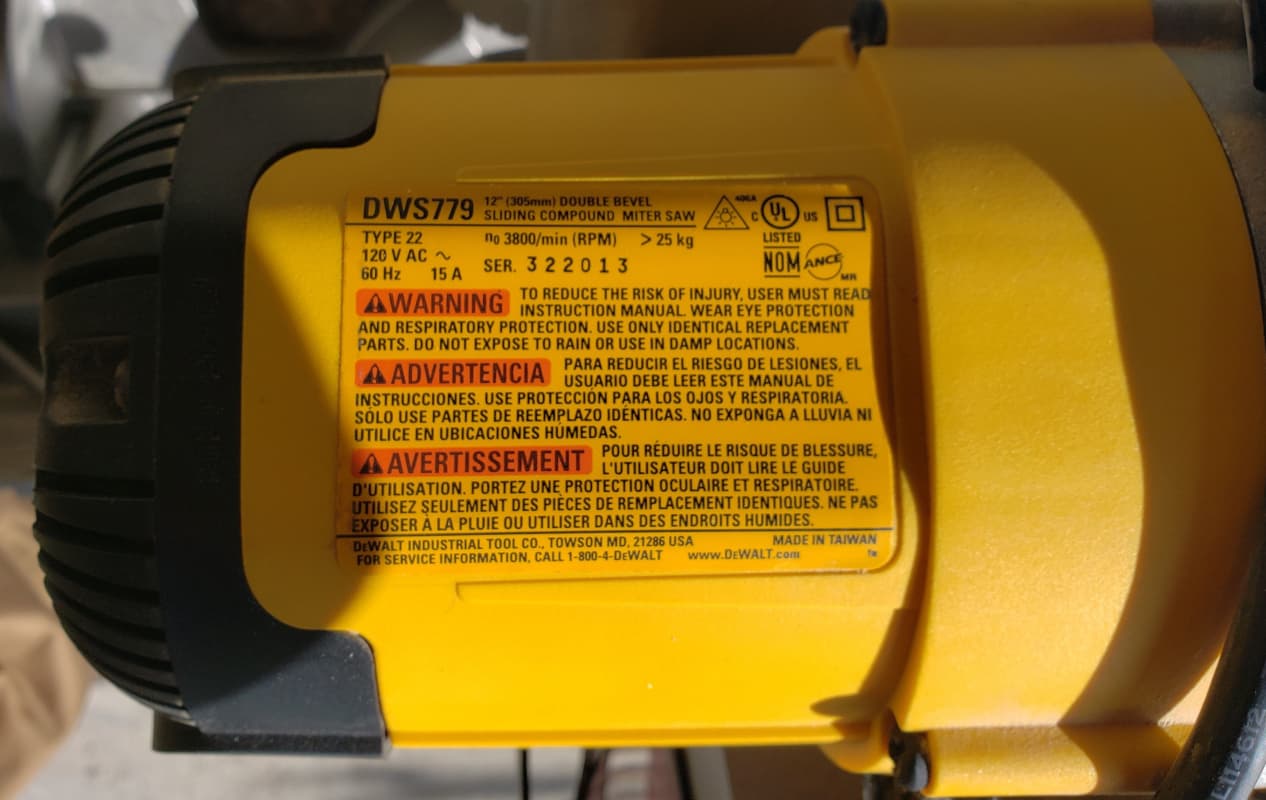 DWS779 12" (305mm) DOUBLE BEVEL
SLIDING COMPOUND MITER SAW
C UL US
LISTED
TYPE 22 n0 3800/min (RPM) > 25 kg
120 V AC ~
60 Hz 15 A SER. 322013
NOM ANCE MR
WARNING TO REDUCE THE RISK OF INJURY, USER MUST READ
INSTRUCTION MANUAL. WEAR EYE PROTECTION
AND RESPIRATORY PROTECTION. USE ONLY IDENTICAL REPLACEMENT
PARTS. DO NOT EXPOSE TO RAIN OR USE IN DAMP LOCATIONS.
ADVERTENCIA PARA REDUCIR EL RIESGO DE LESIONES, EL
USUARIO DEBE LEER ESTE MANUAL DE
INSTRUCCIONES. USE PROTECCIÓN PARA LOS OJOS Y RESPIRATORIA.
SÓLO USE PARTES DE REEMPLAZO IDÉNTICAS. NO EXPONGA A LLUVIA NI
UTILICE EN UBICACIONES HÚMEDAS.
AVERTISSEMENT POUR RÉDUIRE LE RISQUE DE BLESSURE,
L'UTILISATEUR DOIT LIRE LE GUIDE
D'UTILISATION. PORTEZ UNE PROTECTION OCULAIRE ET RESPIRATOIRE.
UTILISEZ SEULEMENT DES PIÈCES DE REMPLACEMENT IDENTIQUES. NE PAS
EXPOSER À LA PLUIE OU UTILISER DANS DES ENDROITS HUMIDES.
DEWALT INDUSTRIAL TOOL CO., TOWSON MD, 21286 USA MADE IN TAIWAN
FOR SERVICE INFORMATION, CALL 1-800-4-DEWALT www.DEWALT.com